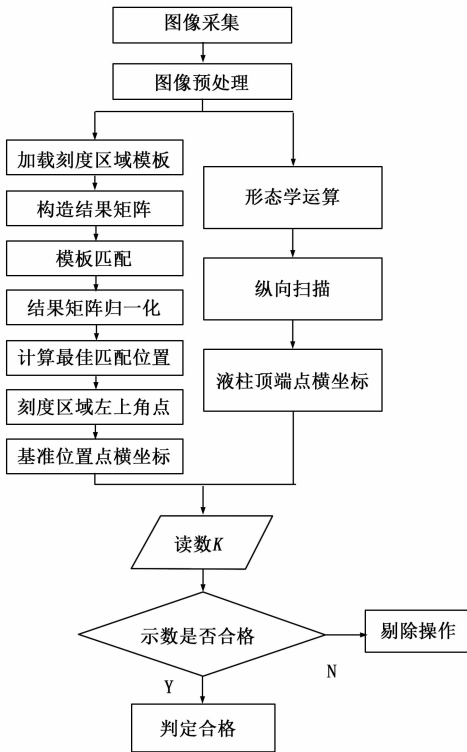 图像采集
图像预处理
加载刻度区域模板
构造结果矩阵
模板匹配
结果矩阵归一化
计算最佳匹配位置
刻度区域左上角点
基准位置点横坐标
形态学运算
纵向扫描
液柱顶端点横坐标
读数K
示数是否合格
剔除操作
N
Y
判定合格